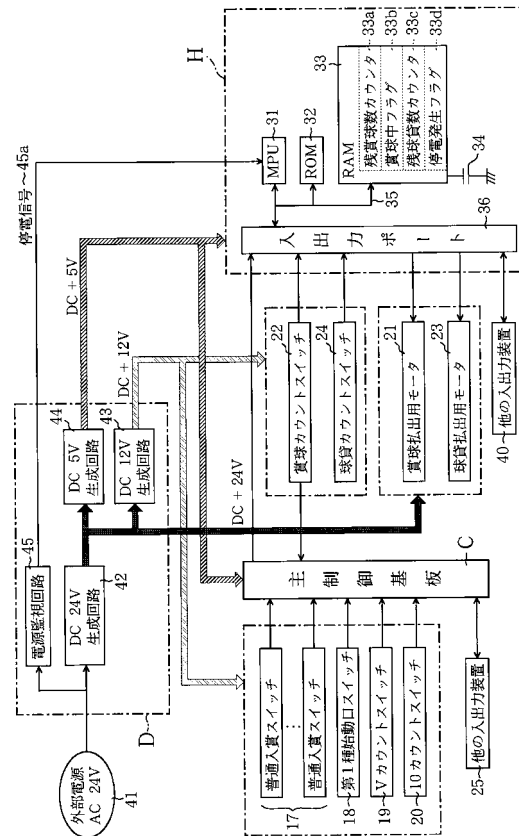 外部電源
AC 24V
41
D
45
電源監視回路
停電信号~45a
DC 24V
生成回路
42
44
DC 5V
生成回路
43
DC 12V
生成回路
DC+5V
DC+12V
DC+24V
H
MPU
31
ROM
32
33
RAM
残賞球数カウンタ 33a
賞球中フラグ 33b
残球貸数カウンタ 33c
停電発生フラグ 33d
34
35
入出力ポート
36
22
賞球カウントスイッチ
24
球貸カウントスイッチ
21
賞球払出用モータ
23
球貸払出用モータ
40~他の入出力装置
主制御基板
C
17
普通入賞スイッチ
普通入賞スイッチ
18~第1種始動口スイッチ
19~Vカウントスイッチ
20~10カウントスイッチ
25~他の入出力装置